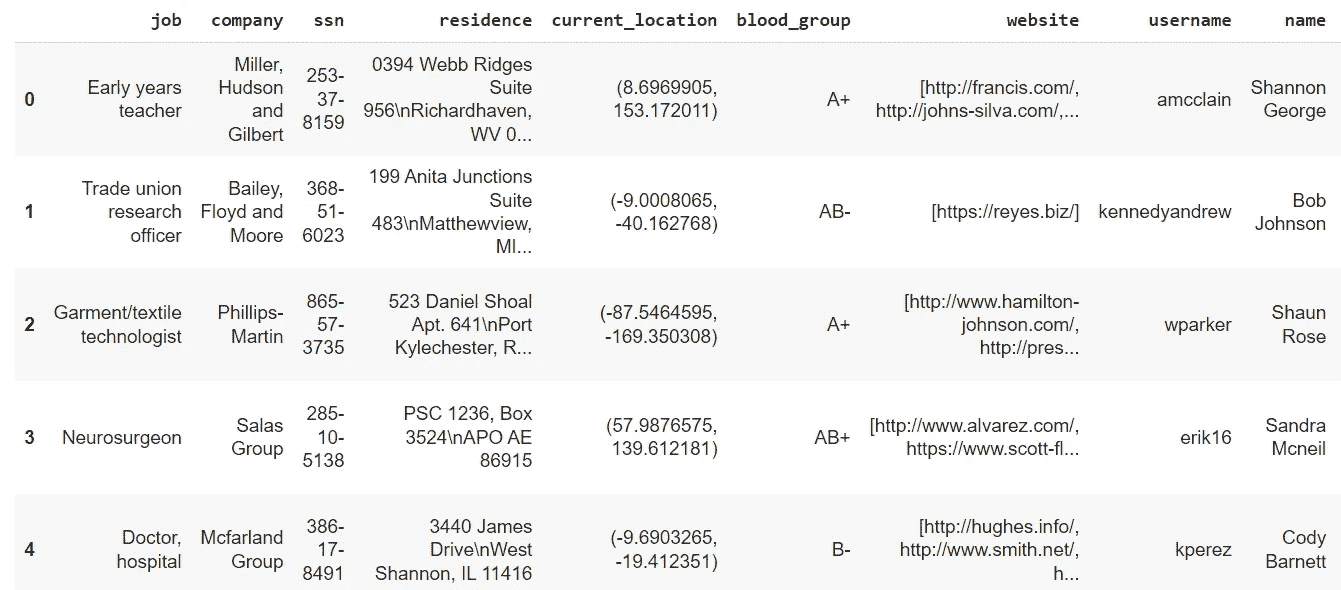 job company ssn residence current_location blood_group website username name
0 Early years teacher Miller, Hudson and Gilbert 253-37-8159 0394 Webb Ridges Suite 956\nRichardhaven, WV 0... (8.6969905, 153.172011) A+ [http://francis.com/, http://johns-silva.com/,... amcclain Shannon George
1 Trade union research officer Bailey, Floyd and Moore 368-51-6023 199 Anita Junctions Suite 483\nMatthewview, MI... (-9.0008065, -40.162768) AB- [https://reyes.biz/] kennedyandrew Bob Johnson
2 Garment/textile technologist Phillips-Martin 865-57-3735 523 Daniel Shoal Apt. 641\nPort Kylechester, R... (-87.5464595, -169.350308) A+ [http://www.hamilton-johnson.com/, http://pres... wparker Shaun Rose
3 Neurosurgeon Salas Group 285-10-5138 PSC 1236, Box 3524\nAPO AE 86915 (57.9876575, 139.612181) AB+ [http://www.alvarez.com/, https://www.scott-fl... erik16 Sandra Mcneil
4 Doctor, hospital Mcfarland Group 386-17-8491 3440 James Drive\nWest Shannon, IL 11416 (-9.6903265, -19.412351) B- [http://hughes.info/, http://www.smith.net/, h... kperez Cody Barnett